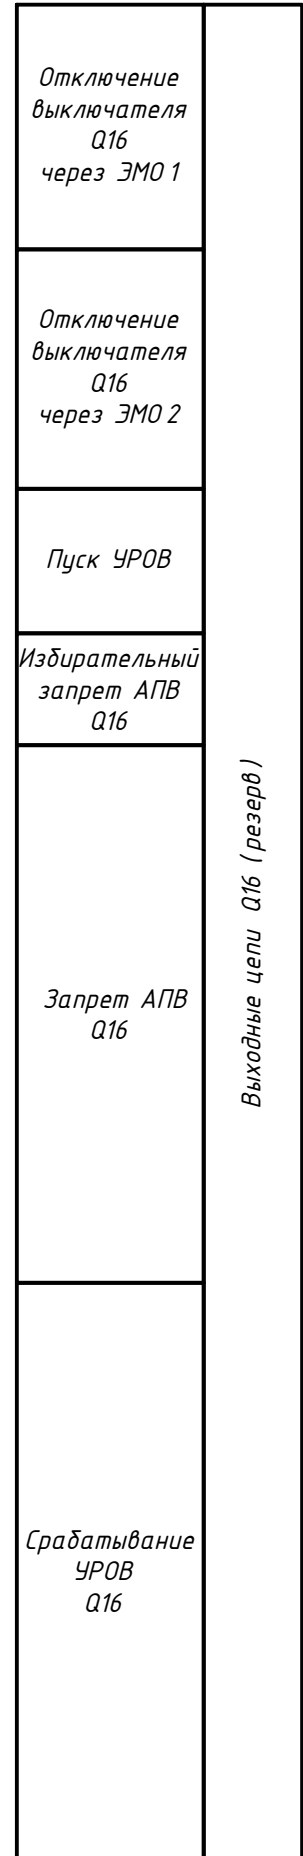 Отключение
выключателя
Q16
через ЭМО 1
Отключение
выключателя
Q16
через ЭМО 2
Пуск УРОВ
Избирательный
запрет АПВ
Q16
Запрет АПВ
Q16
Срабатывание
УРОВ
Q16
Выходные цепи Q16 (резерв)